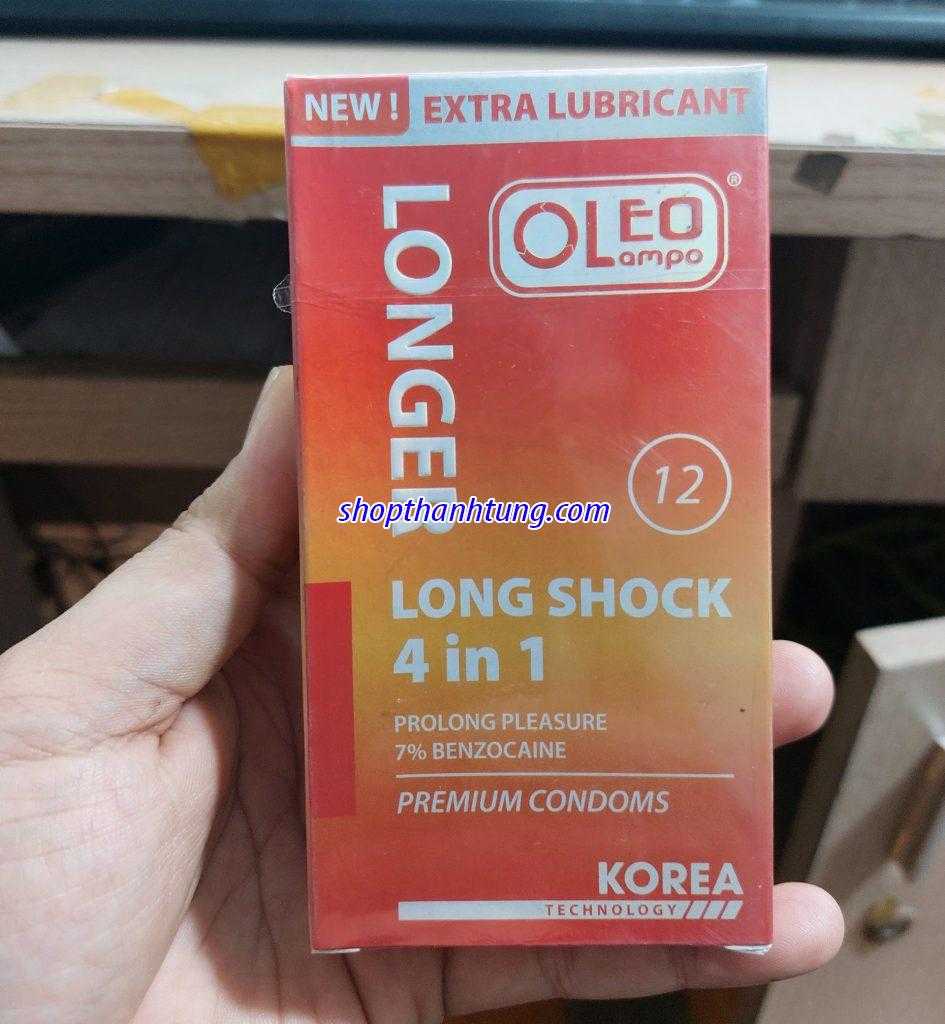 NEW! EXTRA LUBRICANT
OLEO
ampo
®
LONGER
12
shopthanhtung.com
LONG SHOCK
4 in 1
PROLONG PLEASURE
7% BENZOCAINE
PREMIUM CONDOMS
KOREA
TECHNOLOGY